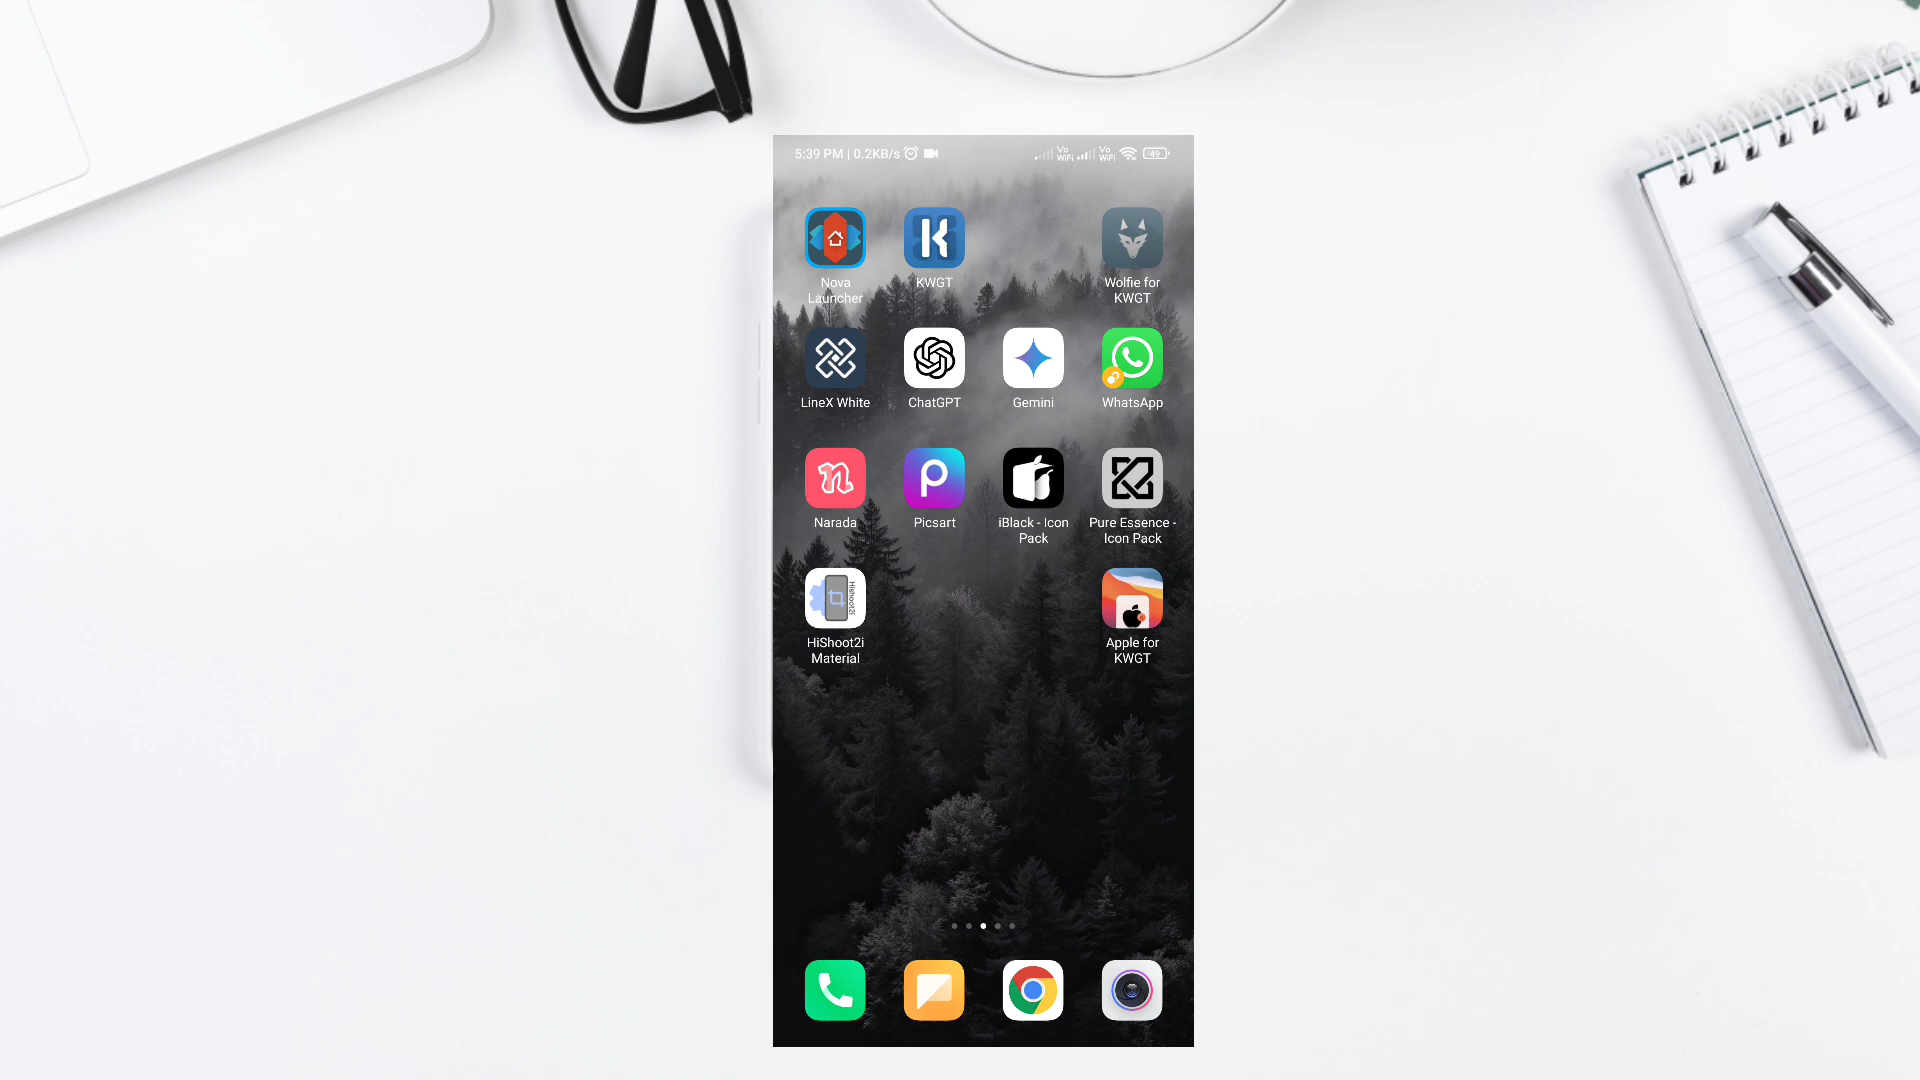 5:39 PM | 0.2KB/s
Vo
WiFi
Vo
WiFi
49
Nova
Launcher
KWGT
Wolfie for
KWGT
LineX White
ChatGPT
Gemini
WhatsApp
Narada
Picsart
iBlack - Icon
Pack
Pure Essence -
Icon Pack
Hishoot2i
HiShoot2i
Material
Apple for
KWGT